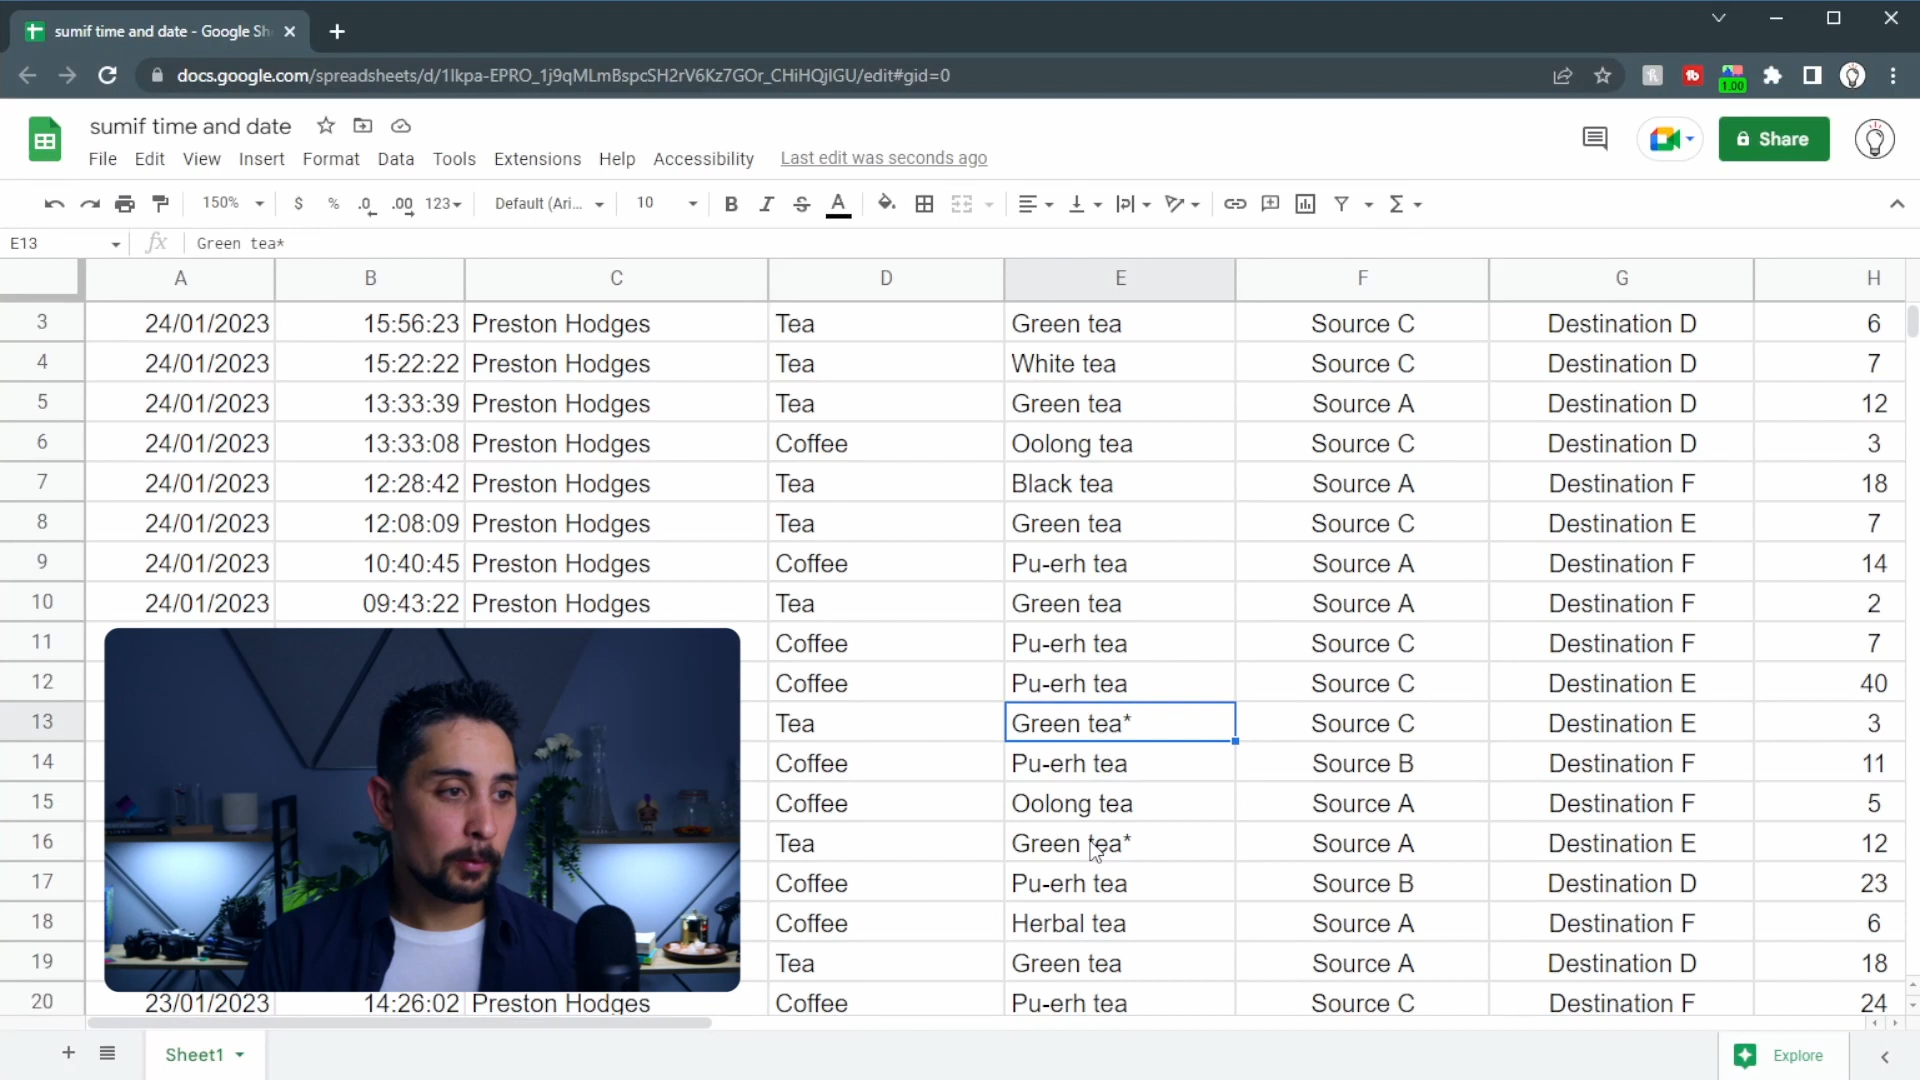 sumif time and date - Google Sh
docs.google.com/spreadsheets/d/1Ikpa-EPRO_1j9qMLmBspcSH2rV6Kz7GOr_CHiHQjIGU/edit#gid=0
1.00
sumif time and date
Share
File Edit View Insert Format Data Tools Extensions Help Accessibility Last edit was seconds ago
150% $ % .0 .00 123 Default (Ari... 10 B I S A
E13 fx Green tea*
A B C D E F G H
3 24/01/2023 15:56:23 Preston Hodges Tea Green tea Source C Destination D 6
4 24/01/2023 15:22:22 Preston Hodges Tea White tea Source C Destination D 7
5 24/01/2023 13:33:39 Preston Hodges Tea Green tea Source A Destination D 12
6 24/01/2023 13:33:08 Preston Hodges Coffee Oolong tea Source C Destination D 3
7 24/01/2023 12:28:42 Preston Hodges Tea Black tea Source A Destination F 18
8 24/01/2023 12:08:09 Preston Hodges Tea Green tea Source C Destination E 7
9 24/01/2023 10:40:45 Preston Hodges Coffee Pu-erh tea Source A Destination F 14
10 24/01/2023 09:43:22 Preston Hodges Tea Green tea Source A Destination F 2
11 Coffee Pu-erh tea Source C Destination F 7
12 Coffee Pu-erh tea Source C Destination E 40
13 Tea Green tea* Source C Destination E 3
14 Coffee Pu-erh tea Source B Destination F 11
15 Coffee Oolong tea Source A Destination F 5
16 Tea Green tea* Source A Destination E 12
17 Coffee Pu-erh tea Source B Destination D 23
18 Coffee Herbal tea Source A Destination F 6
19 Tea Green tea Source A Destination D 18
20 23/01/2023 14:26:02 Preston Hodges Coffee Pu-erh tea Source C Destination F 24
Sheet1
Explore